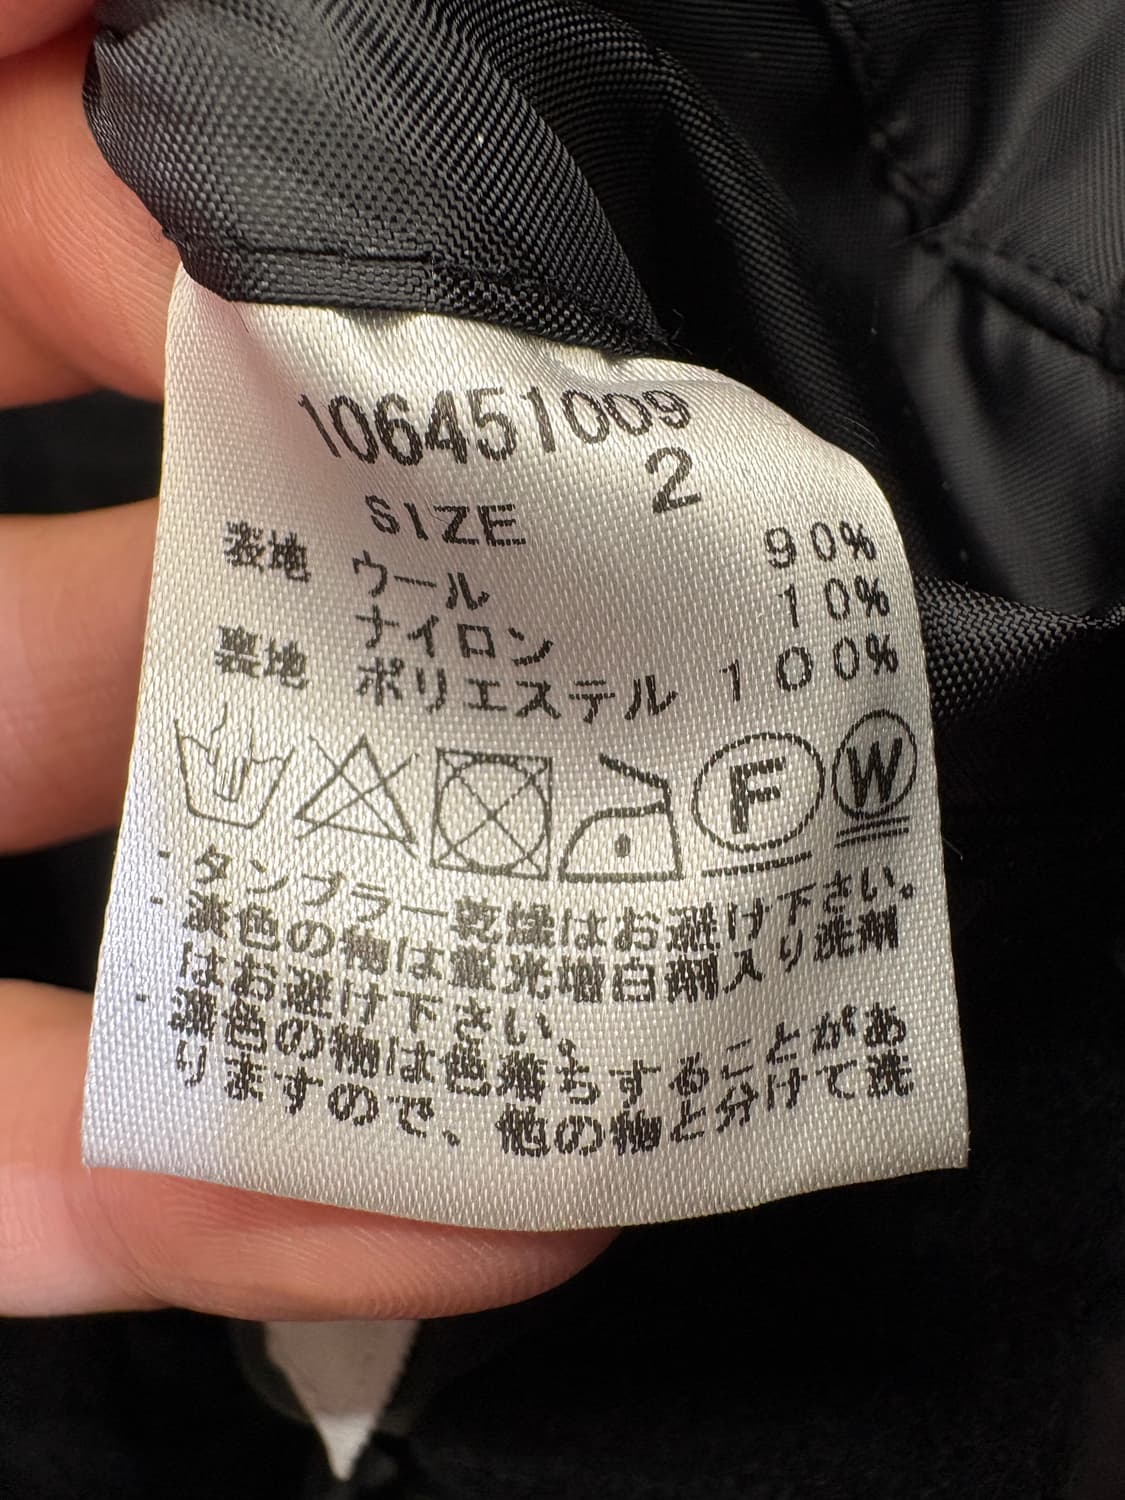 106451009
SIZE 2
表地 ウール 90%
ナイロン 10%
裏地 ポリエステル 100%
F W
・タンブラー乾燥はお避け下さい。
・淡色の物は蛍光増白剤入り洗剤
はお避け下さい。
・濃色の物は色落ちすることがあ
りますので、他の物と分けて洗